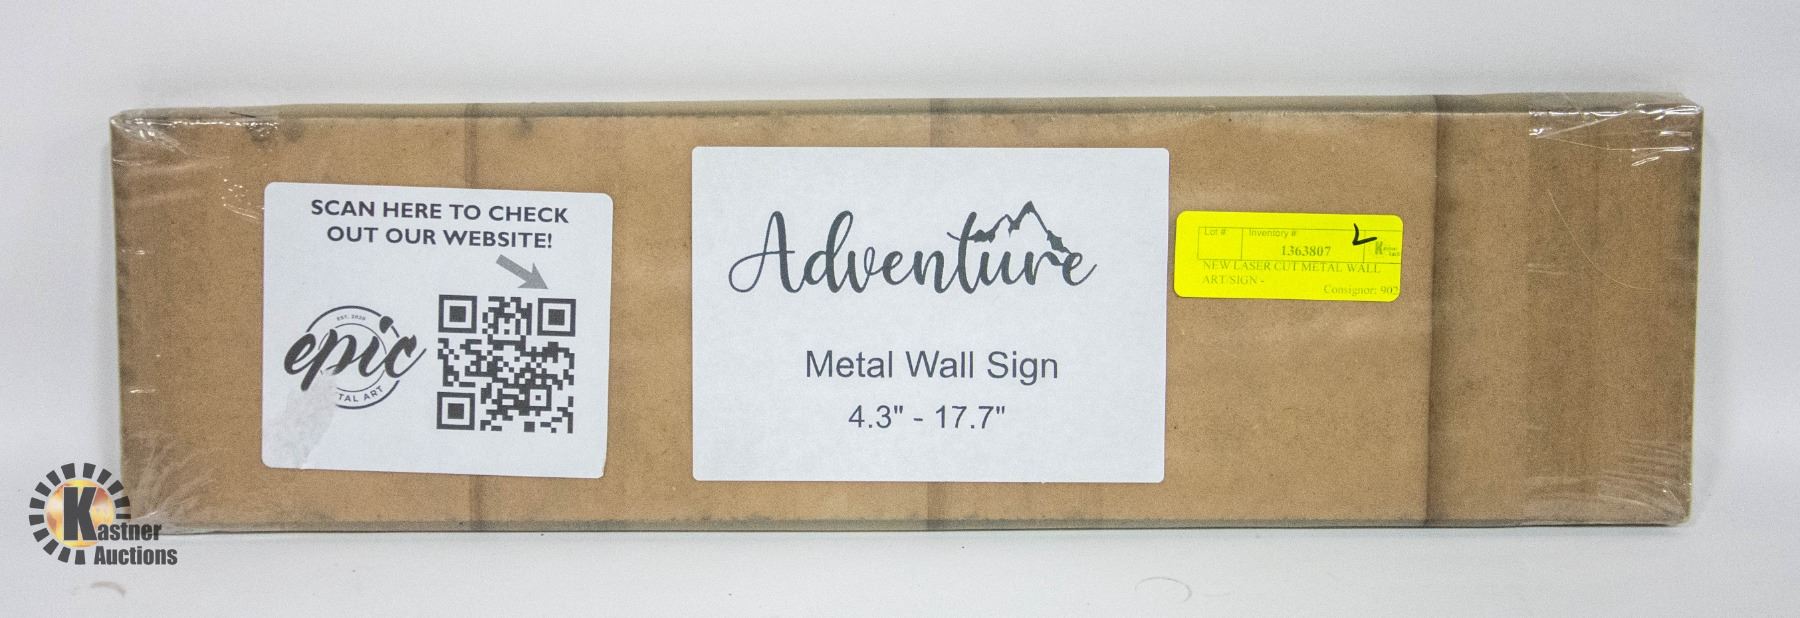 SCAN HERE TO CHECK
OUT OUR WEBSITE!
EST. 2020
epic
TAL ART
Adventure
Metal Wall Sign
4.3" - 17.7"
Lot #
Inventory #
1363807
NEW LASER CUT METAL WALL
ART/SIGN -
Consignor: 902
Kastner
Auctions